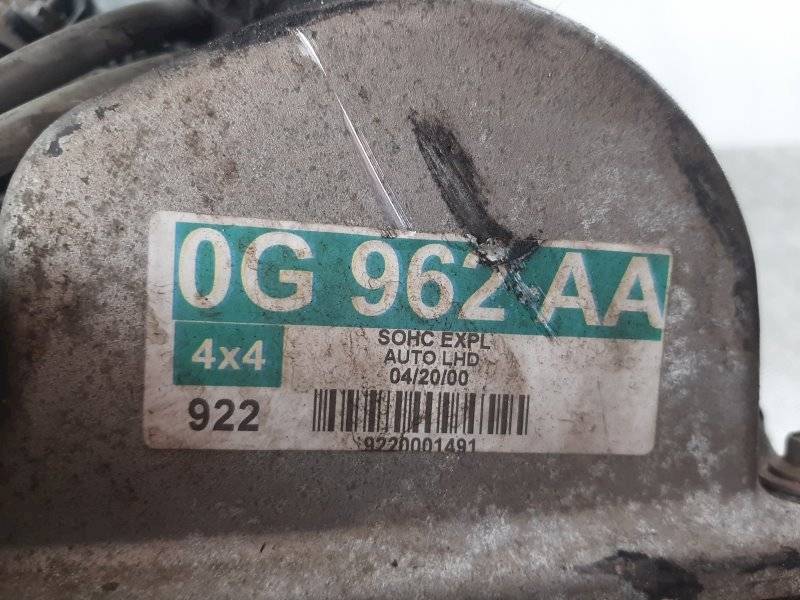 0G 962 AA
4x4
SOHC EXPL
AUTO LHD
04/20/00
922
9220001491